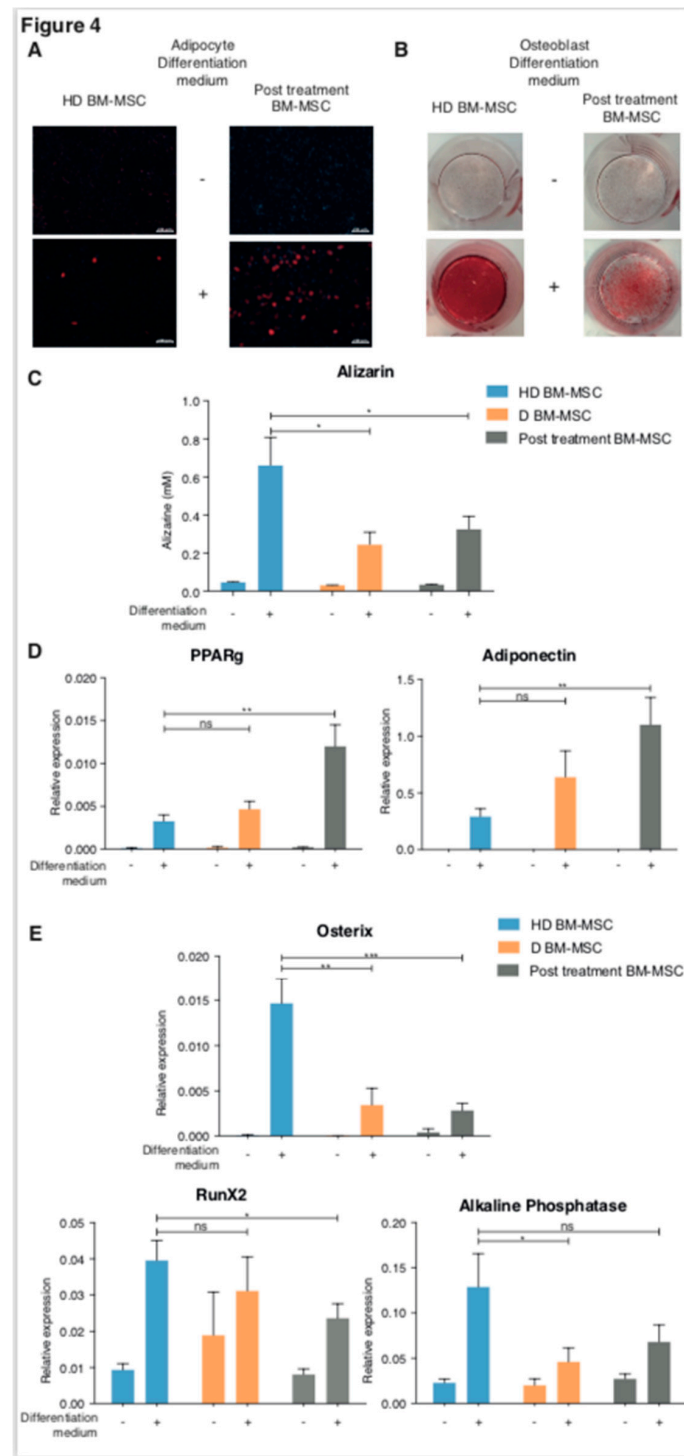 Figure 4
A
Adipocyte
Differentiation
medium
HD BM-MSC
Post treatment
BM-MSC
-
+
B
Osteoblast
Differentiation
medium
HD BM-MSC
Post treatment
BM-MSC
-
+
C
Alizarin
HD BM-MSC
D BM-MSC
Post treatment BM-MSC
*
*
Alizarine (mM)
1.0
0.8
0.6
0.4
0.2
0.0
Differentiation
medium
- + - + - +
D
PPARg
**
ns
Relative expression
0.020
0.015
0.010
0.005
0.000
Differentiation
medium
- + - + - +
Adiponectin
**
ns
Relative expression
1.5
1.0
0.5
0.0
- + - + - +
E
HD BM-MSC
D BM-MSC
Post treatment BM-MSC
Osterix
***
**
Relative expression
0.020
0.015
0.010
0.005
0.000
Differentiation
medium
- + - + - +
RunX2
*
ns
Relative expression
0.05
0.04
0.03
0.02
0.01
0.00
Differentiation
medium
- + - + - +
Alkaline Phosphatase
ns
*
Relative expression
0.20
0.15
0.10
0.05
0.00
- + - + - +